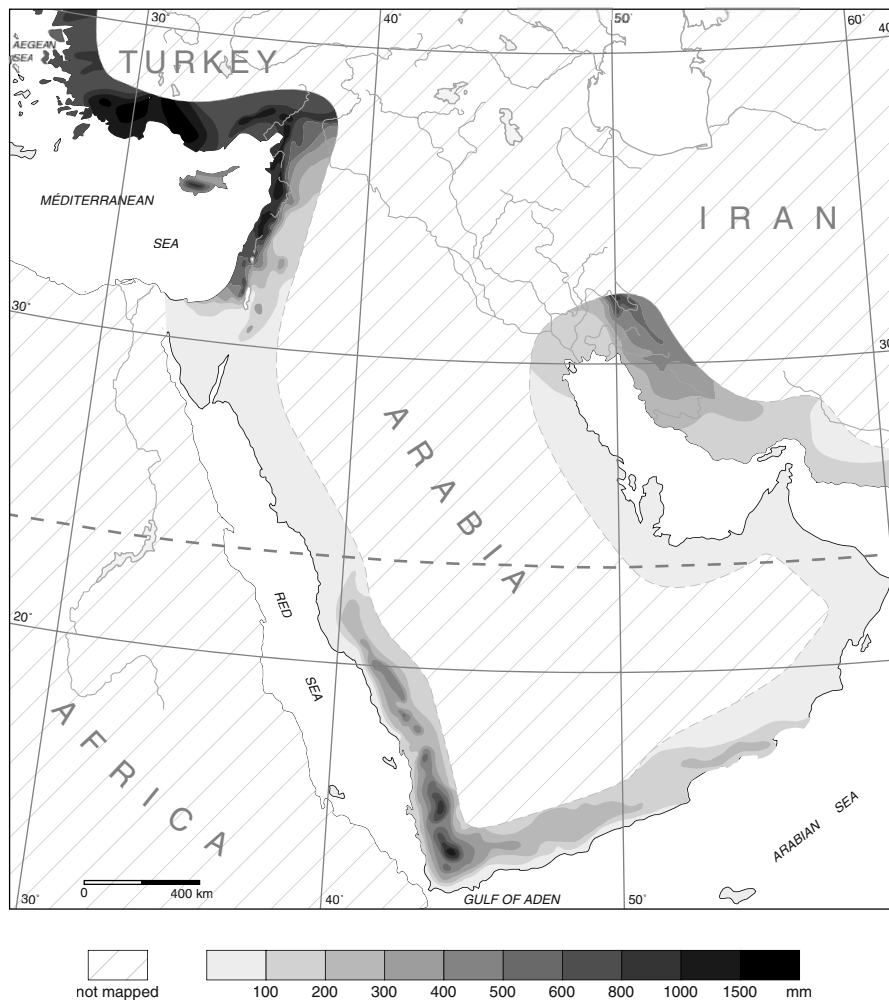 30°
40°
50°
60°
40°
AEGEAN
SEA
TURKEY
IRAN
MÉDITERRANEAN
SEA
30°
30°
ARABIA
RED
SEA
20°
AFRICA
ARABIAN SEA
0
400 km
30°
40°
GULF OF ADEN
50°
not mapped
100 200 300 400 500 600 800 1000 1500 mm